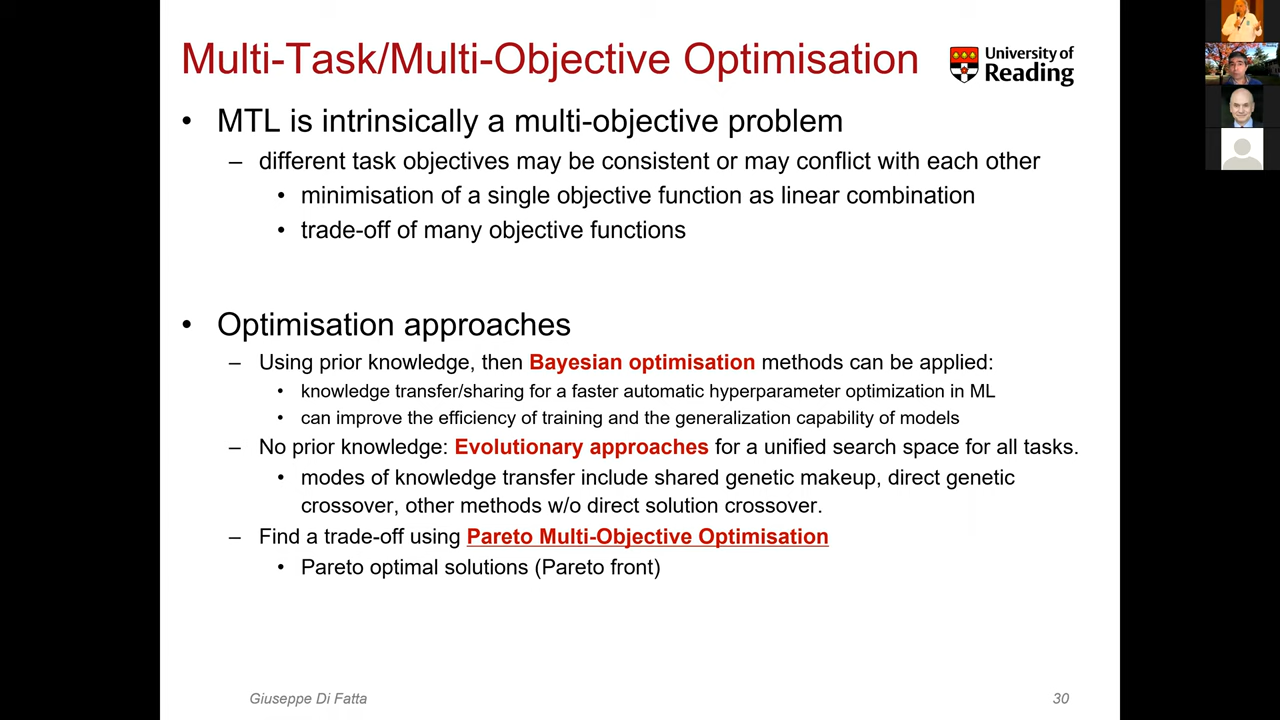 Multi-Task/Multi-Objective Optimisation
University of
Reading
• MTL is intrinsically a multi-objective problem
– different task objectives may be consistent or may conflict with each other
• minimisation of a single objective function as linear combination
• trade-off of many objective functions
• Optimisation approaches
– Using prior knowledge, then Bayesian optimisation methods can be applied:
• knowledge transfer/sharing for a faster automatic hyperparameter optimization in ML
• can improve the efficiency of training and the generalization capability of models
– No prior knowledge: Evolutionary approaches for a unified search space for all tasks.
• modes of knowledge transfer include shared genetic makeup, direct genetic
crossover, other methods w/o direct solution crossover.
– Find a trade-off using Pareto Multi-Objective Optimisation
• Pareto optimal solutions (Pareto front)
Giuseppe Di Fatta
30